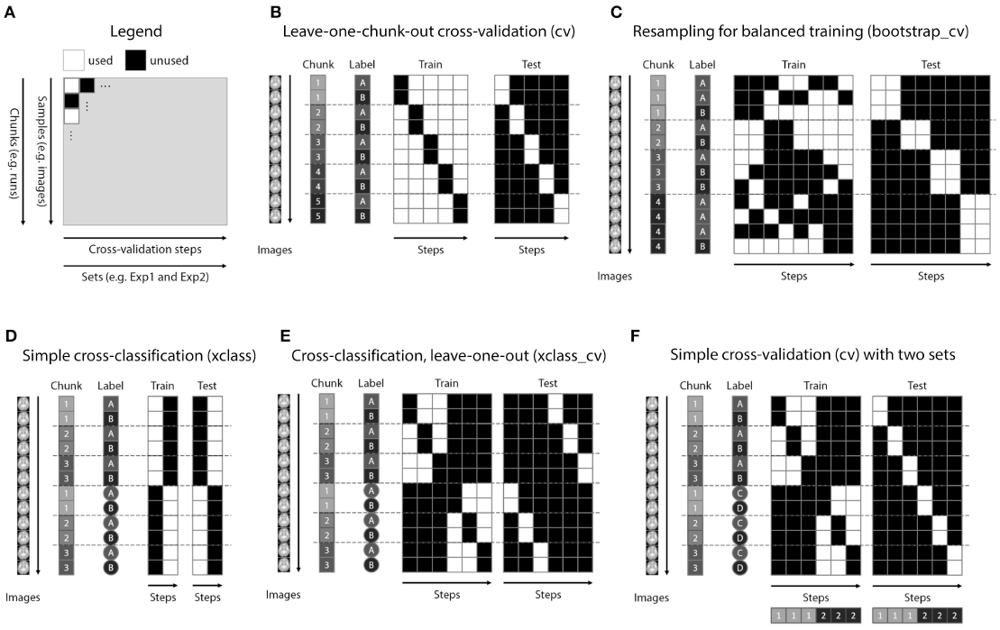 A
Legend
used unused
...
Chunks (e.g. runs)
Samples (e.g. images)
Cross-validation steps
Sets (e.g. Exp1 and Exp2)
B
Leave-one-chunk-out cross-validation (cv)
Chunk Label Train Test
1 A
1 B
2 A
2 B
3 A
3 B
4 A
4 B
5 A
5 B
Images Steps Steps
C
Resampling for balanced training (bootstrap_cv)
Chunk Label Train Test
1 A
1 A
1 B
2 A
2 B
3 A
3 B
3 B
4 A
4 A
4 A
4 B
Images Steps Steps
D
Simple cross-classification (xclass)
Chunk Label Train Test
1 A
1 B
2 A
2 B
3 A
3 B
1 A
1 B
2 A
2 B
3 A
3 B
Images Steps Steps
E
Cross-classification, leave-one-out (xclass_cv)
Chunk Label Train Test
1 A
1 B
2 A
2 B
3 A
3 B
1 A
1 B
2 A
2 B
3 A
3 B
Images Steps Steps
F
Simple cross-validation (cv) with two sets
Chunk Label Train Test
1 A
1 B
2 A
2 B
3 A
3 B
1 C
1 D
2 C
2 D
3 C
3 D
Images Steps Steps
1 1 1 2 2 2 1 1 1 2 2 2